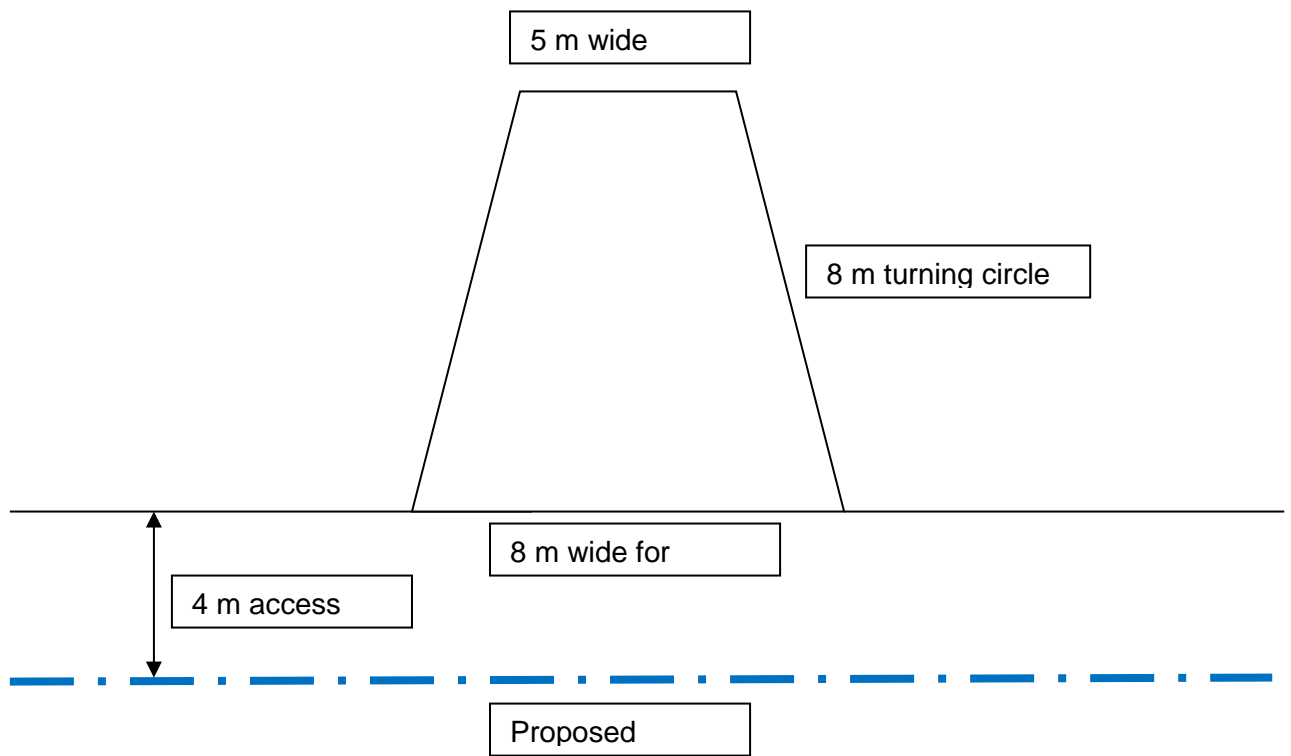 5 m wide
8 m turning circle
8 m wide for
4 m access
Proposed